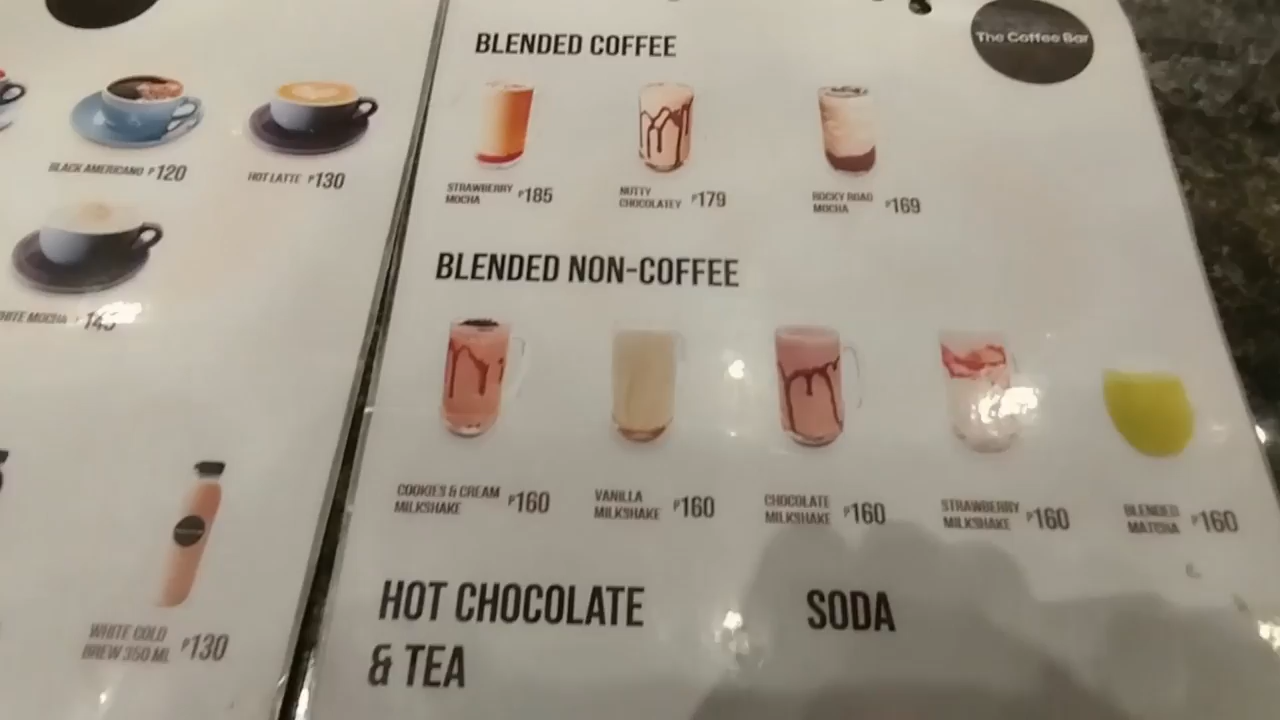 The Coffee Bar
BLACK AMERICANO ₱120
HOT LATTE ₱130
MOCHA
WHITE COLD
BREW 350 ML ₱130
BLENDED COFFEE
STRAWBERRY
MOCHA ₱185
NUTTY
CHOCOLATEY ₱179
ROCKY ROAD
MOCHA ₱169
BLENDED NON-COFFEE
COOKIES & CREAM
MILKSHAKE ₱160
VANILLA
MILKSHAKE ₱160
CHOCOLATE
MILKSHAKE ₱160
STRAWBERRY
MILKSHAKE ₱160
BLENDED
MATCHA ₱160
HOT CHOCOLATE
& TEA
SODA